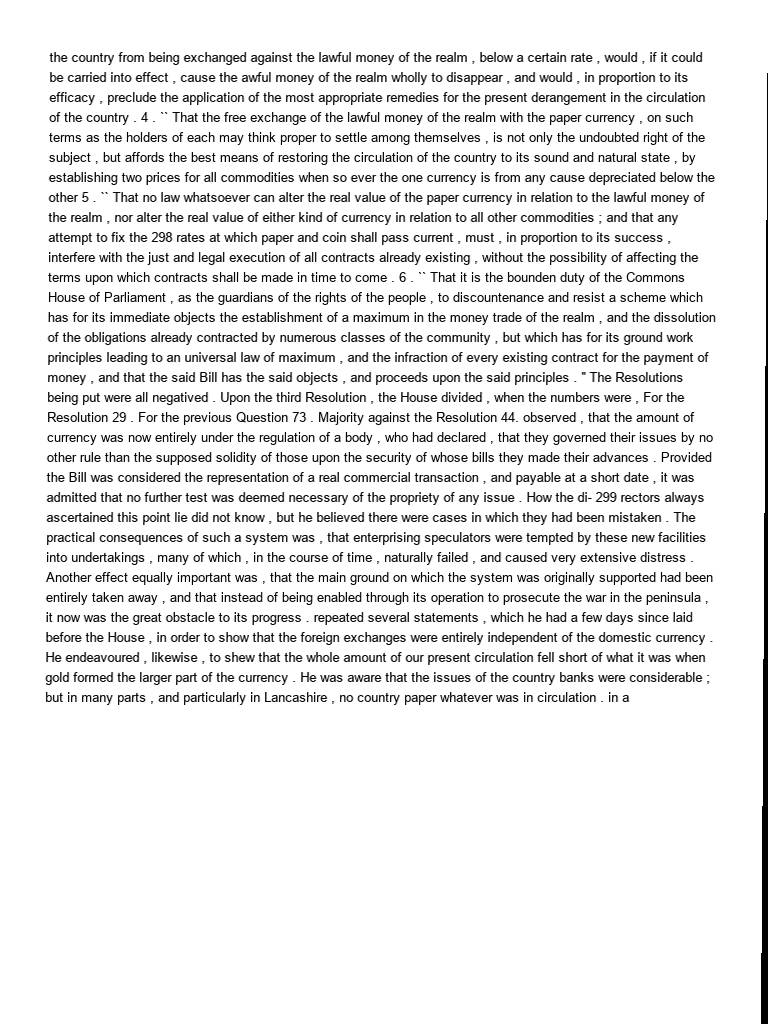 the country from being exchanged against the lawful money of the realm , below a certain rate , would , if it could
be carried into effect , cause the awful money of the realm wholly to disappear , and would , in proportion to its
efficacy , preclude the application of the most appropriate remedies for the present derangement in the circulation
of the country . 4 . `` That the free exchange of the lawful money of the realm with the paper currency , on such
terms as the holders of each may think proper to settle among themselves , is not only the undoubted right of the
subject , but affords the best means of restoring the circulation of the country to its sound and natural state , by
establishing two prices for all commodities when so ever the one currency is from any cause depreciated below the
other 5 . `` That no law whatsoever can alter the real value of the paper currency in relation to the lawful money of
the realm , nor alter the real value of either kind of currency in relation to all other commodities ; and that any
attempt to fix the 298 rates at which paper and coin shall pass current , must , in proportion to its success ,
interfere with the just and legal execution of all contracts already existing , without the possibility of affecting the
terms upon which contracts shall be made in time to come . 6 . `` That it is the bounden duty of the Commons
House of Parliament , as the guardians of the rights of the people , to discountenance and resist a scheme which
has for its immediate objects the establishment of a maximum in the money trade of the realm , and the dissolution
of the obligations already contracted by numerous classes of the community , but which has for its ground work
principles leading to an universal law of maximum , and the infraction of every existing contract for the payment of
money , and that the said Bill has the said objects , and proceeds upon the said principles . " The Resolutions
being put were all negatived . Upon the third Resolution , the House divided , when the numbers were , For the
Resolution 29 . For the previous Question 73 . Majority against the Resolution 44. observed , that the amount of
currency was now entirely under the regulation of a body , who had declared , that they governed their issues by no
other rule than the supposed solidity of those upon the security of whose bills they made their advances . Provided
the Bill was considered the representation of a real commercial transaction , and payable at a short date , it was
admitted that no further test was deemed necessary of the propriety of any issue . How the di- 299 rectors always
ascertained this point lie did not know , but he believed there were cases in which they had been mistaken . The
practical consequences of such a system was , that enterprising speculators were tempted by these new facilities
into undertakings , many of which , in the course of time , naturally failed , and caused very extensive distress .
Another effect equally important was , that the main ground on which the system was originally supported had been
entirely taken away , and that instead of being enabled through its operation to prosecute the war in the peninsula ,
it now was the great obstacle to its progress . repeated several statements , which he had a few days since laid
before the House , in order to show that the foreign exchanges were entirely independent of the domestic currency .
He endeavoured , likewise , to shew that the whole amount of our present circulation fell short of what it was when
gold formed the larger part of the currency . He was aware that the issues of the country banks were considerable ;
but in many parts , and particularly in Lancashire , no country paper whatever was in circulation . in a